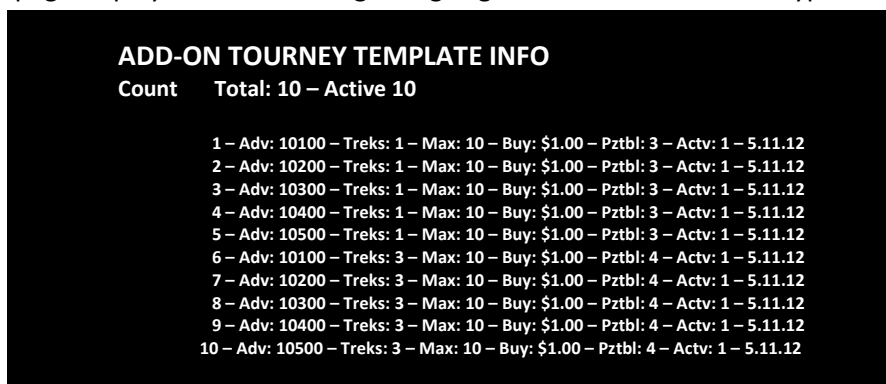 ADD-ON TOURNEY TEMPLATE INFO
Count Total: 10 – Active 10
1 – Adv: 10100 – Treks: 1 – Max: 10 – Buy: $1.00 – Pztbl: 3 – Actv: 1 – 5.11.12
2 – Adv: 10200 – Treks: 1 – Max: 10 – Buy: $1.00 – Pztbl: 3 – Actv: 1 – 5.11.12
3 – Adv: 10300 – Treks: 1 – Max: 10 – Buy: $1.00 – Pztbl: 3 – Actv: 1 – 5.11.12
4 – Adv: 10400 – Treks: 1 – Max: 10 – Buy: $1.00 – Pztbl: 3 – Actv: 1 – 5.11.12
5 – Adv: 10500 – Treks: 1 – Max: 10 – Buy: $1.00 – Pztbl: 3 – Actv: 1 – 5.11.12
6 – Adv: 10100 – Treks: 3 – Max: 10 – Buy: $1.00 – Pztbl: 4 – Actv: 1 – 5.11.12
7 – Adv: 10200 – Treks: 3 – Max: 10 – Buy: $1.00 – Pztbl: 4 – Actv: 1 – 5.11.12
8 – Adv: 10300 – Treks: 3 – Max: 10 – Buy: $1.00 – Pztbl: 4 – Actv: 1 – 5.11.12
9 – Adv: 10400 – Treks: 3 – Max: 10 – Buy: $1.00 – Pztbl: 4 – Actv: 1 – 5.11.12
10 – Adv: 10500 – Treks: 3 – Max: 10 – Buy: $1.00 – Pztbl: 4 – Actv: 1 – 5.11.12